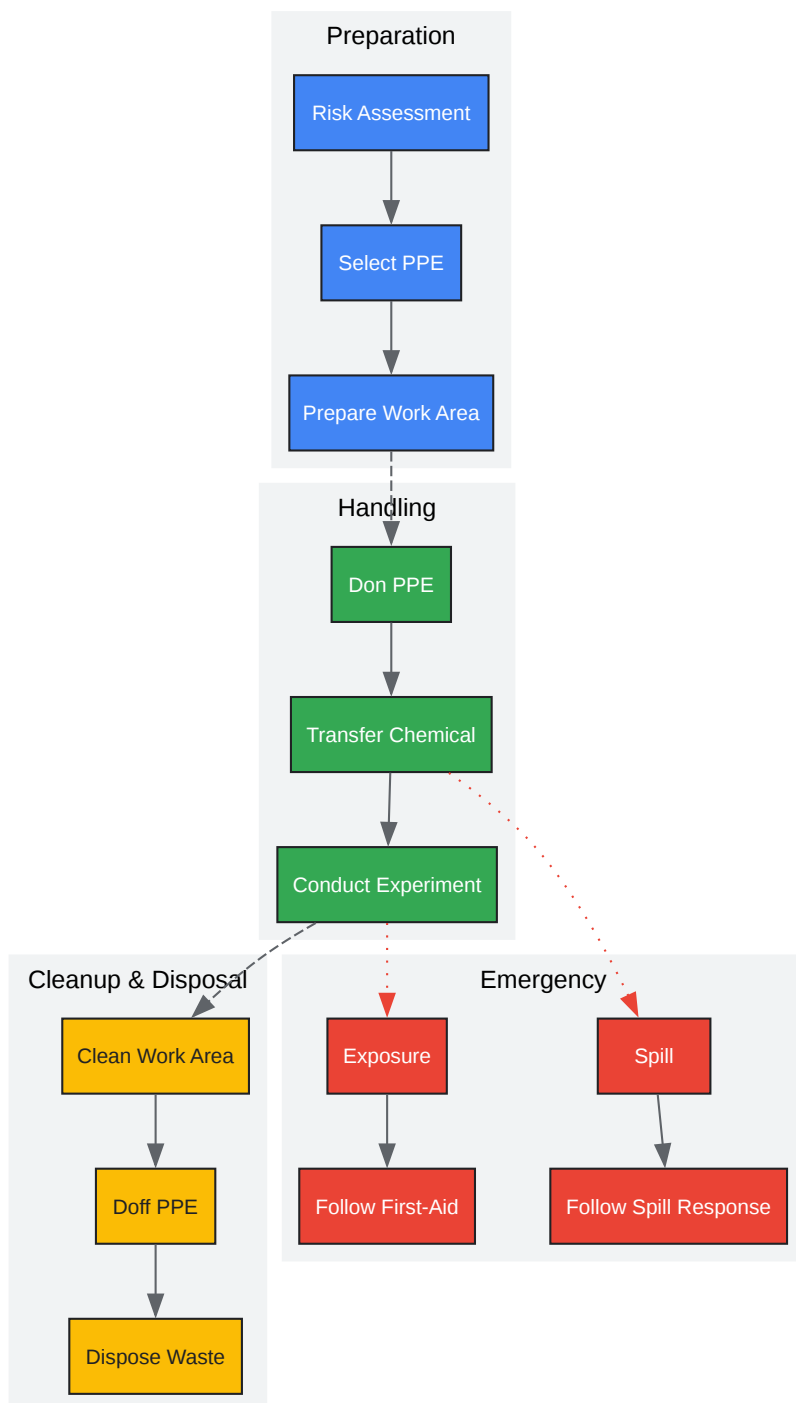 Preparation
Risk Assessment
Select PPE
Prepare Work Area
Handling
Don PPE
Transfer Chemical
Conduct Experiment
Cleanup & Disposal
Clean Work Area
Doff PPE
Dispose Waste
Emergency
Exposure
Spill
Follow First-Aid
Follow Spill Response